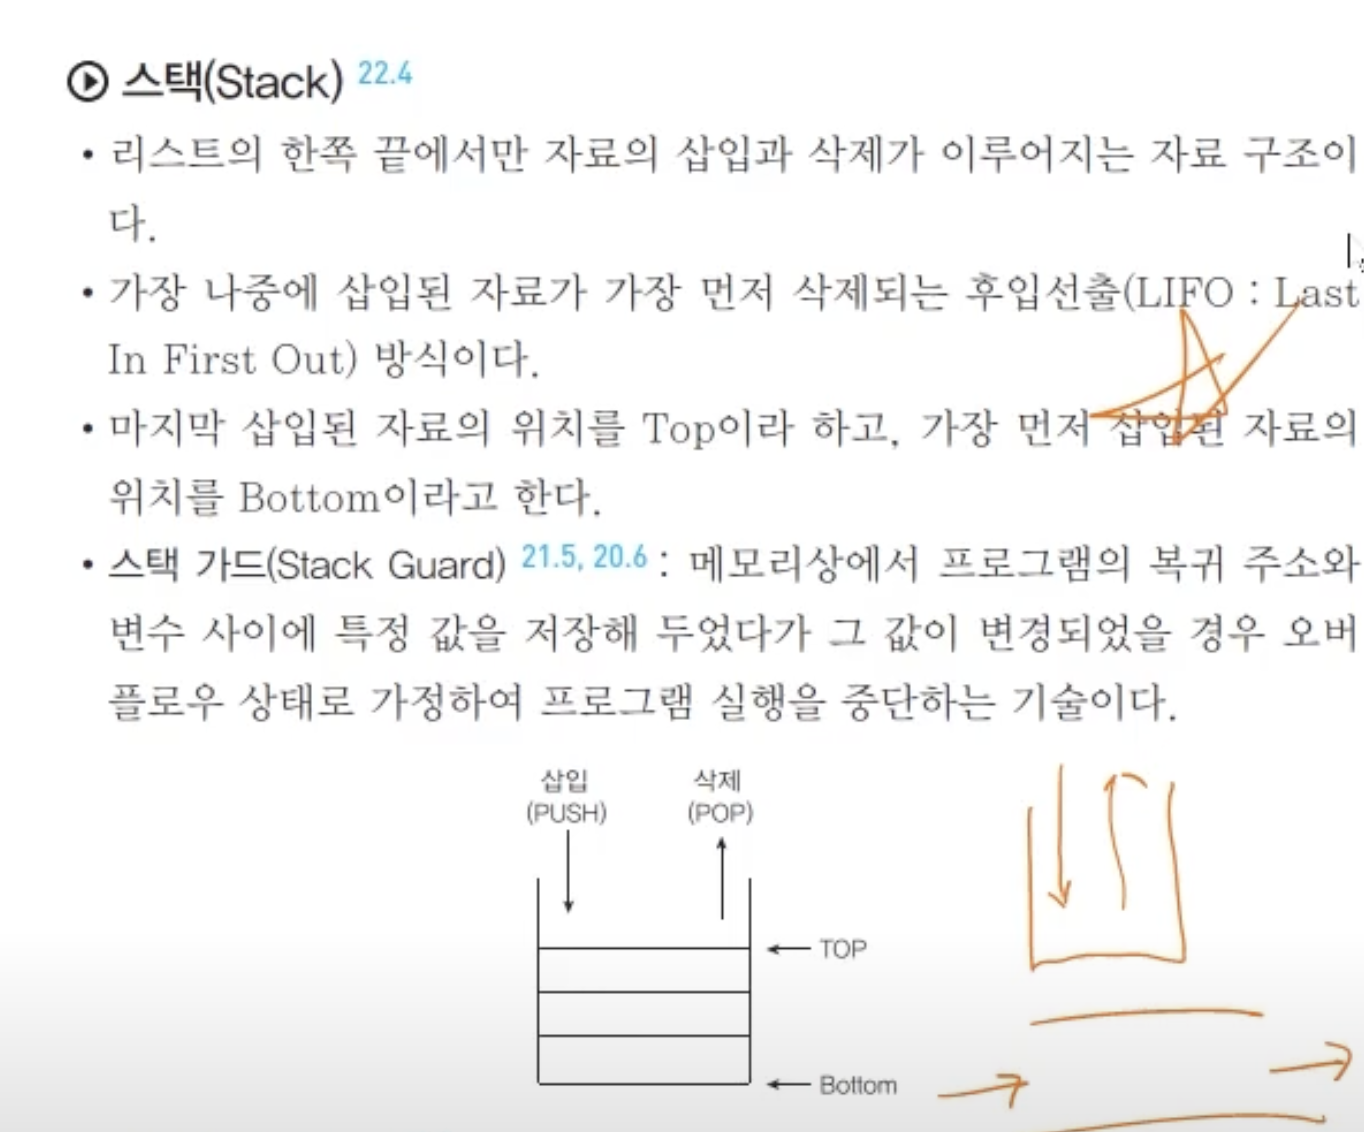 스택(Stack) 22.4
• 리스트의 한쪽 끝에서만 자료의 삽입과 삭제가 이루어지는 자료 구조이
다.
• 가장 나중에 삽입된 자료가 가장 먼저 삭제되는 후입선출(LIFO : Last
In First Out) 방식이다.
• 마지막 삽입된 자료의 위치를 Top이라 하고, 가장 먼저 삽입된 자료의
위치를 Bottom이라고 한다.
• 스택 가드(Stack Guard) 21.5, 20.6 : 메모리상에서 프로그램의 복귀 주소와
변수 사이에 특정 값을 저장해 두었다가 그 값이 변경되었을 경우 오버
플로우 상태로 가정하여 프로그램 실행을 중단하는 기술이다.
삽입 삭제
(PUSH) (POP)
TOP
Bottom